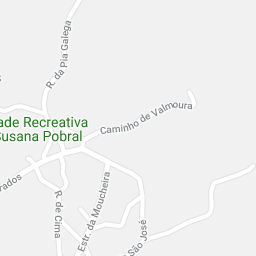 R. da Pia Galega
Caminho de Valmoura
ade Recreativa
Susana Pobral
rados
R. de Cima
Estr. da Moucheira
São José